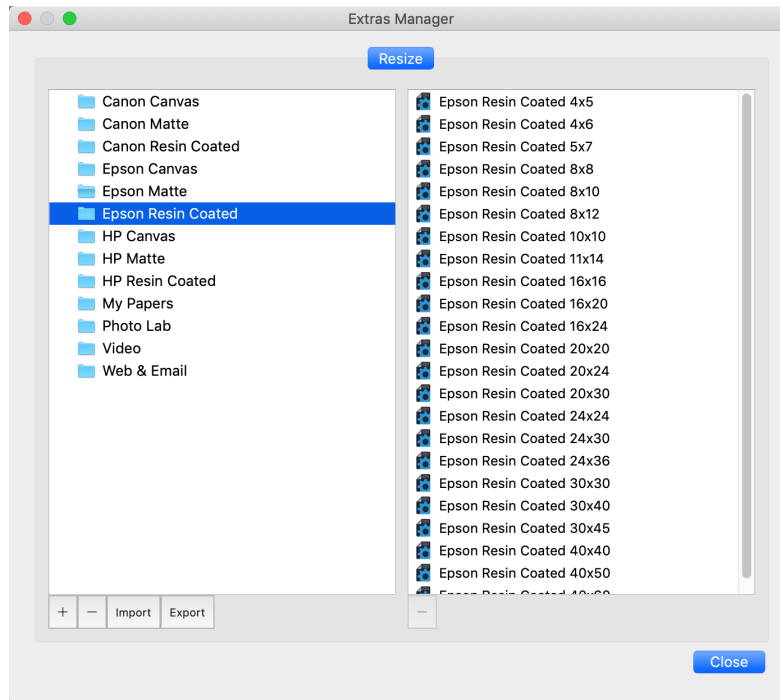 Extras Manager
Resize
Canon Canvas
Canon Matte
Canon Resin Coated
Epson Canvas
Epson Matte
Epson Resin Coated
HP Canvas
HP Matte
HP Resin Coated
My Papers
Photo Lab
Video
Web & Email
Epson Resin Coated 4x5
Epson Resin Coated 4x6
Epson Resin Coated 5x7
Epson Resin Coated 8x8
Epson Resin Coated 8x10
Epson Resin Coated 8x12
Epson Resin Coated 10x10
Epson Resin Coated 11x14
Epson Resin Coated 16x16
Epson Resin Coated 16x20
Epson Resin Coated 16x24
Epson Resin Coated 20x20
Epson Resin Coated 20x24
Epson Resin Coated 20x30
Epson Resin Coated 24x24
Epson Resin Coated 24x30
Epson Resin Coated 24x36
Epson Resin Coated 30x30
Epson Resin Coated 30x40
Epson Resin Coated 30x45
Epson Resin Coated 40x40
Epson Resin Coated 40x50
Epson Resin Coated 40x60
+ − Import Export
−
Close